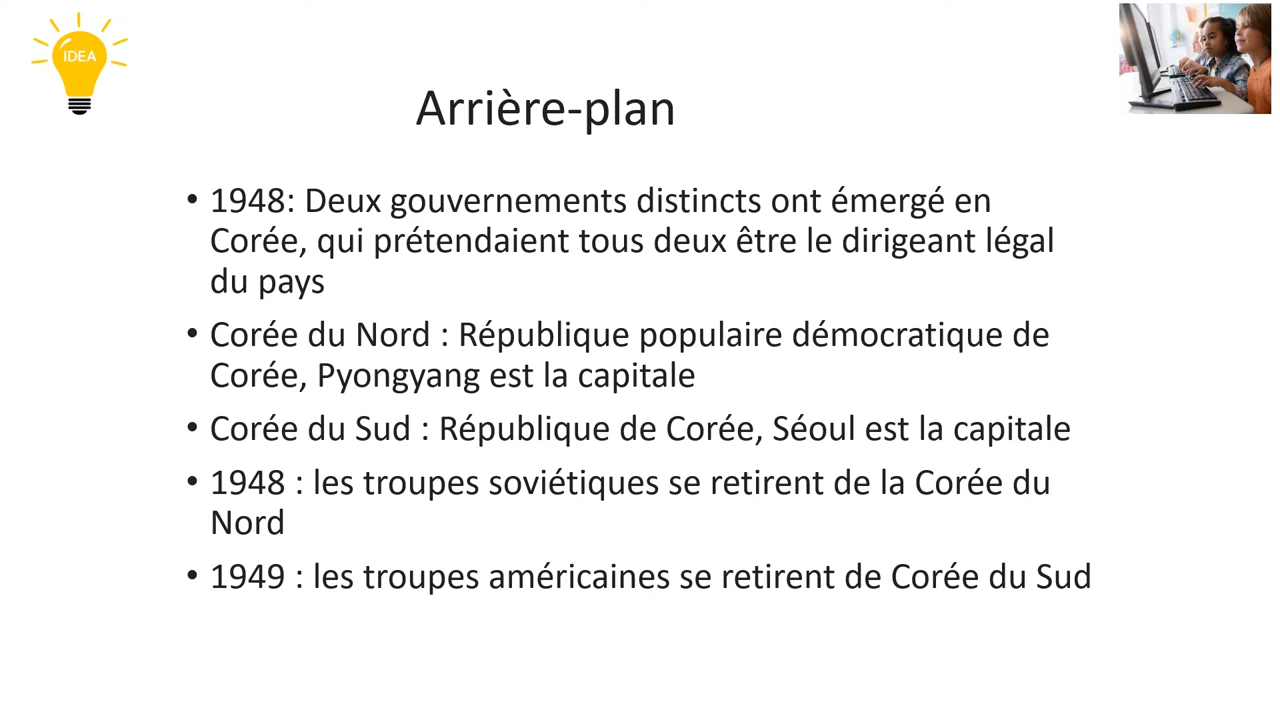 IDEA
Arrière-plan
• 1948: Deux gouvernements distincts ont émergé en
Corée, qui prétendaient tous deux être le dirigeant légal
du pays
• Corée du Nord : République populaire démocratique de
Corée, Pyongyang est la capitale
• Corée du Sud : République de Corée, Séoul est la capitale
• 1948 : les troupes soviétiques se retirent de la Corée du
Nord
• 1949 : les troupes américaines se retirent de Corée du Sud